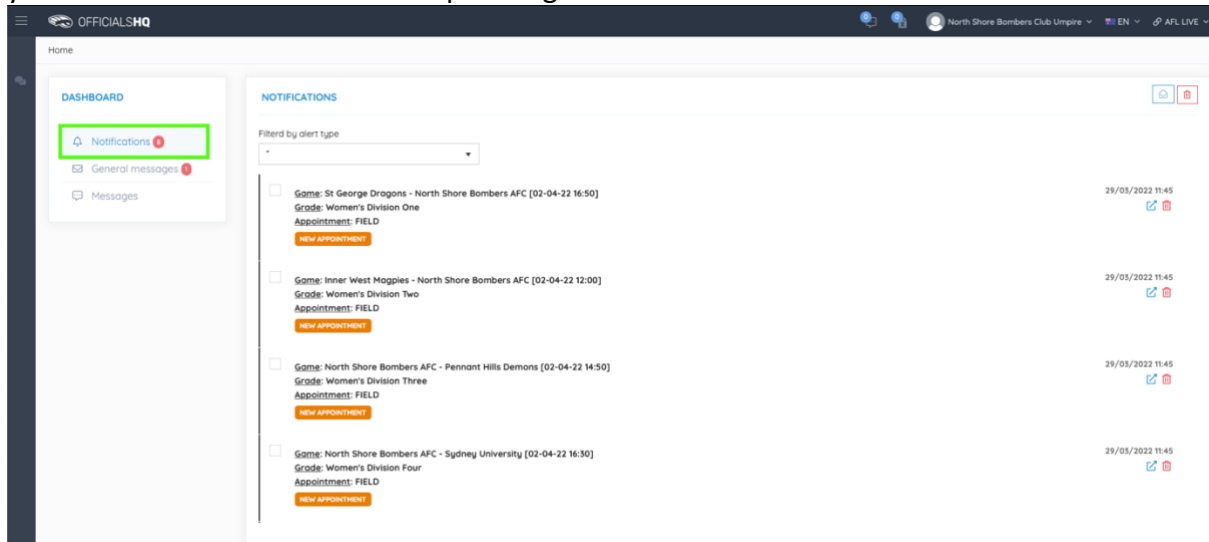 OFFICIALSHQ
0
0
North Shore Bombers Club Umpire
EN
AFL LIVE
Home
DASHBOARD
Notifications 8
General messages 1
Messages
NOTIFICATIONS
Filterd by alert type
*
Game: St George Dragons - North Shore Bombers AFC [02-04-22 16:50]
29/03/2022 11:45
Grade: Women's Division One
Appointment: FIELD
NEW APPOINTMENT
Game: Inner West Magpies - North Shore Bombers AFC [02-04-22 12:00]
29/03/2022 11:45
Grade: Women's Division Two
Appointment: FIELD
NEW APPOINTMENT
Game: North Shore Bombers AFC - Pennant Hills Demons [02-04-22 14:50]
29/03/2022 11:45
Grade: Women's Division Three
Appointment: FIELD
NEW APPOINTMENT
Game: North Shore Bombers AFC - Sydney University [02-04-22 16:30]
29/03/2022 11:45
Grade: Women's Division Four
Appointment: FIELD
NEW APPOINTMENT